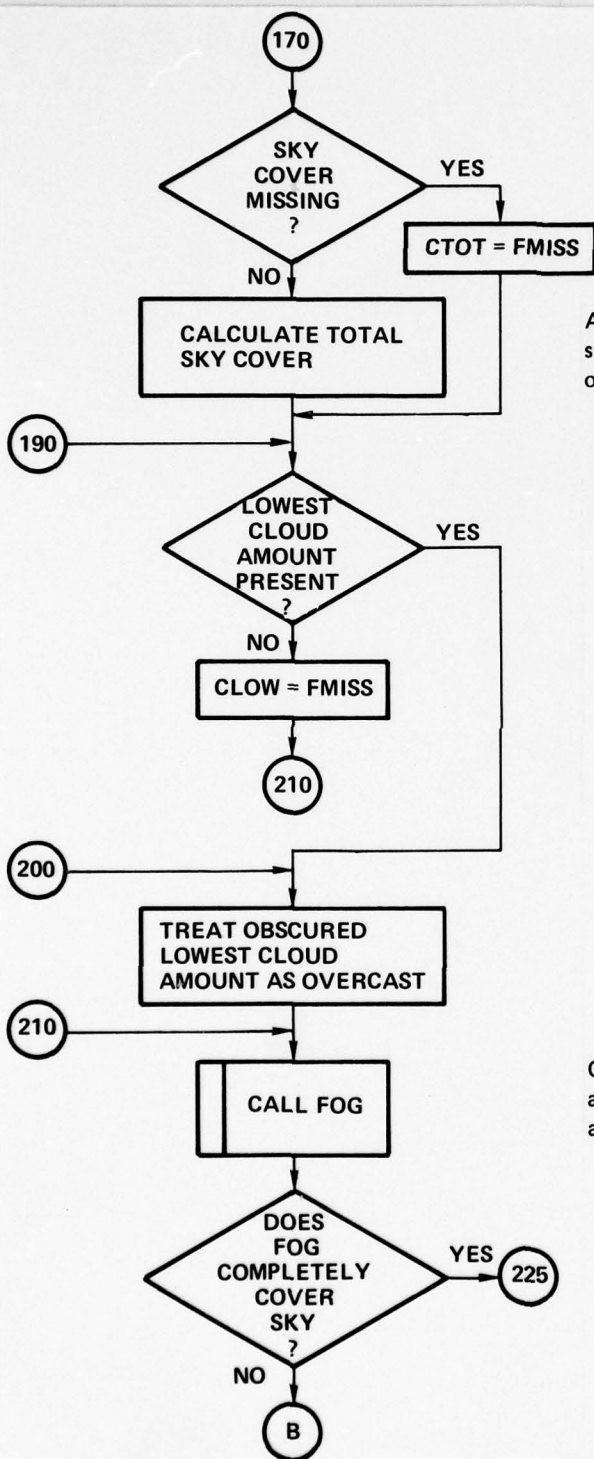 170
SKY
COVER
MISSING
?
YES
CTOT = FMISS
NO
CALCULATE TOTAL
SKY COVER
190
LOWEST
CLOUD
AMOUNT
PRESENT
?
YES
NO
CLOW = FMISS
210
200
TREAT OBSCURED
LOWEST CLOUD
AMOUNT AS OVERCAST
210
CALL FOG
DOES
FOG
COMPLETELY
COVER
SKY
?
YES
225
NO
B